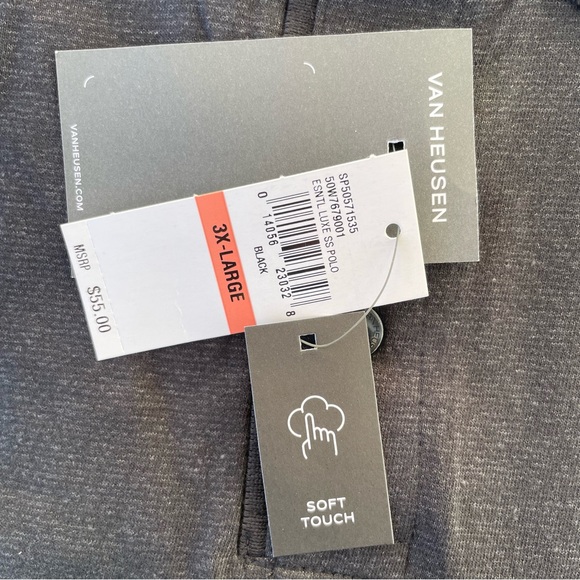 VAN HEUSEN
VANHEUSEN.COM
SP50571535
50W7679001
ESNTL LUXE SS POLO
0 14056 23032 8
BLACK
3X-LARGE
MSRP
$55.00
SOFT
TOUCH